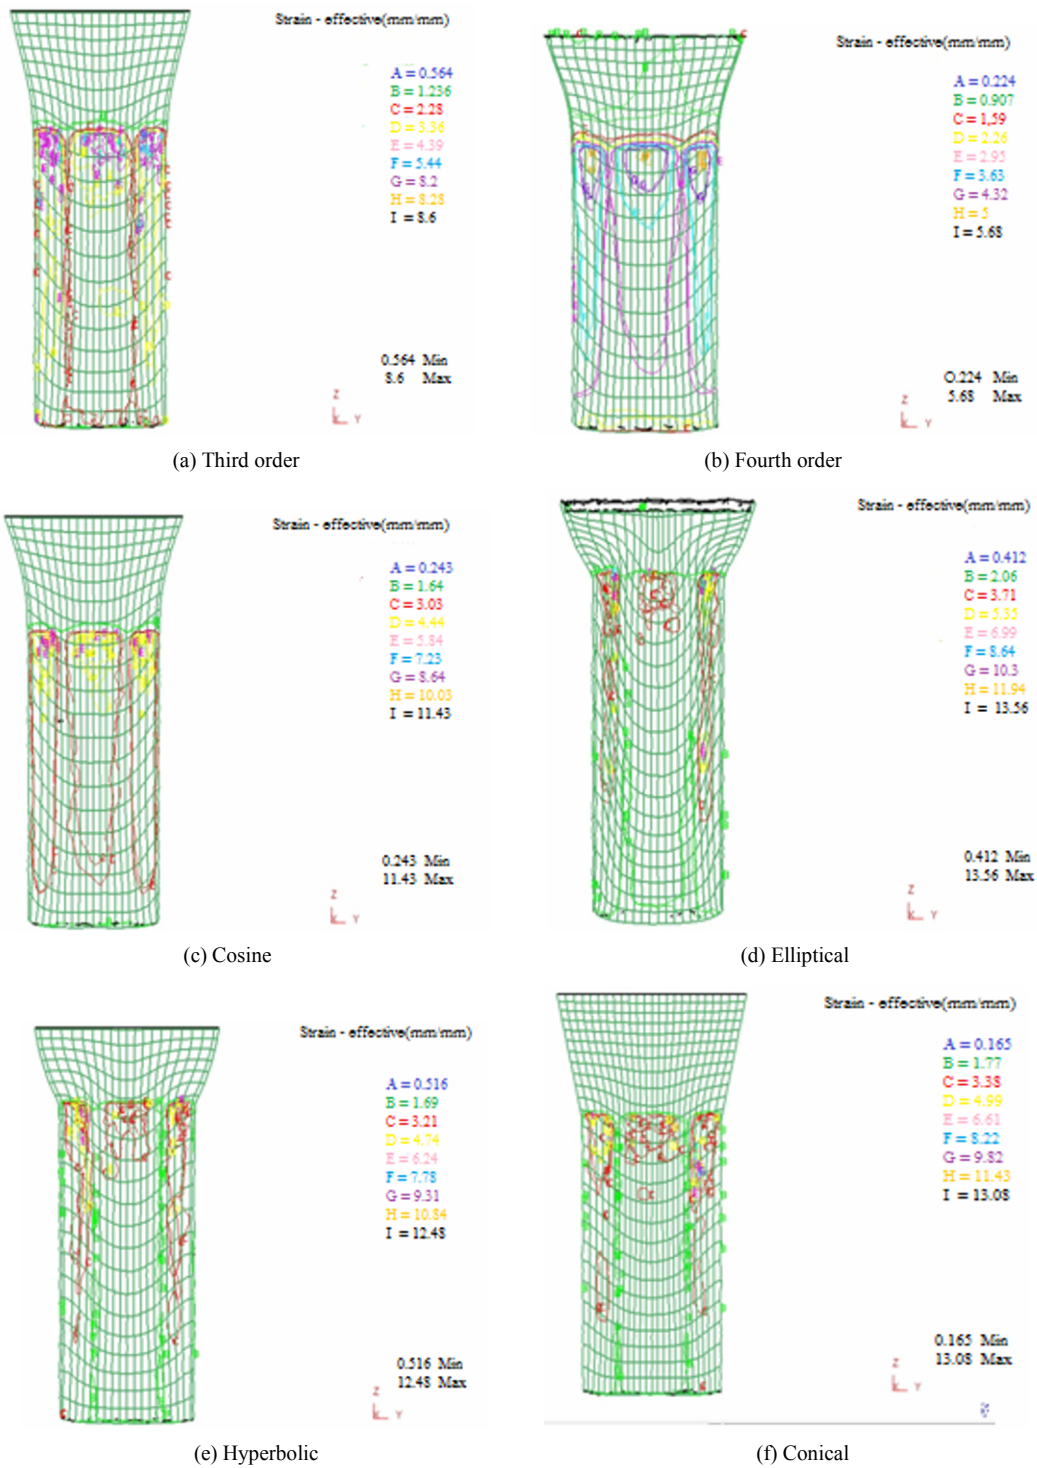 Strain - effective(mm/mm)
A = 0.564
B = 1.236
C = 2.28
D = 3.36
E = 4.39
F = 5.44
G = 8.2
H = 8.28
I = 8.6
0.564 Min
8.6 Max
Z
Y
(a) Third order
Strain - effective(mm/mm)
A = 0.224
B = 0.907
C = 1,59
D = 2.26
E = 2.95
F = 3.63
G = 4.32
H = 5
I = 5.68
O.224 Min
5.68 Max
Z
Y
(b) Fourth order
Strain - effective(mm/mm)
A = 0.243
B = 1.64
C = 3.03
D = 4.44
E = 5.84
F = 7.23
G = 8.64
H = 10.03
I = 11.43
0.243 Min
11.43 Max
Z
Y
(c) Cosine
Strain - effective(mm/mm)
A = 0.412
B = 2.06
C = 3.71
D = 5.35
E = 6.99
F = 8.64
G = 10.3
H = 11.94
I = 13.56
0.412 Min
13.56 Max
Z
Y
(d) Elliptical
Strain - effective(mm/mm)
A = 0.516
B = 1.69
C = 3.21
D = 4.74
E = 6.24
F = 7.78
G = 9.31
H = 10.84
I = 12.48
0.516 Min
12.48 Max
Z
Y
(e) Hyperbolic
Strain - effective(mm/mm)
A = 0.165
B = 1.77
C = 3.38
D = 4.99
E = 6.61
F = 8.22
G = 9.82
H = 11.43
I = 13.08
0.165 Min
13.08 Max
Z
Y
(f) Conical